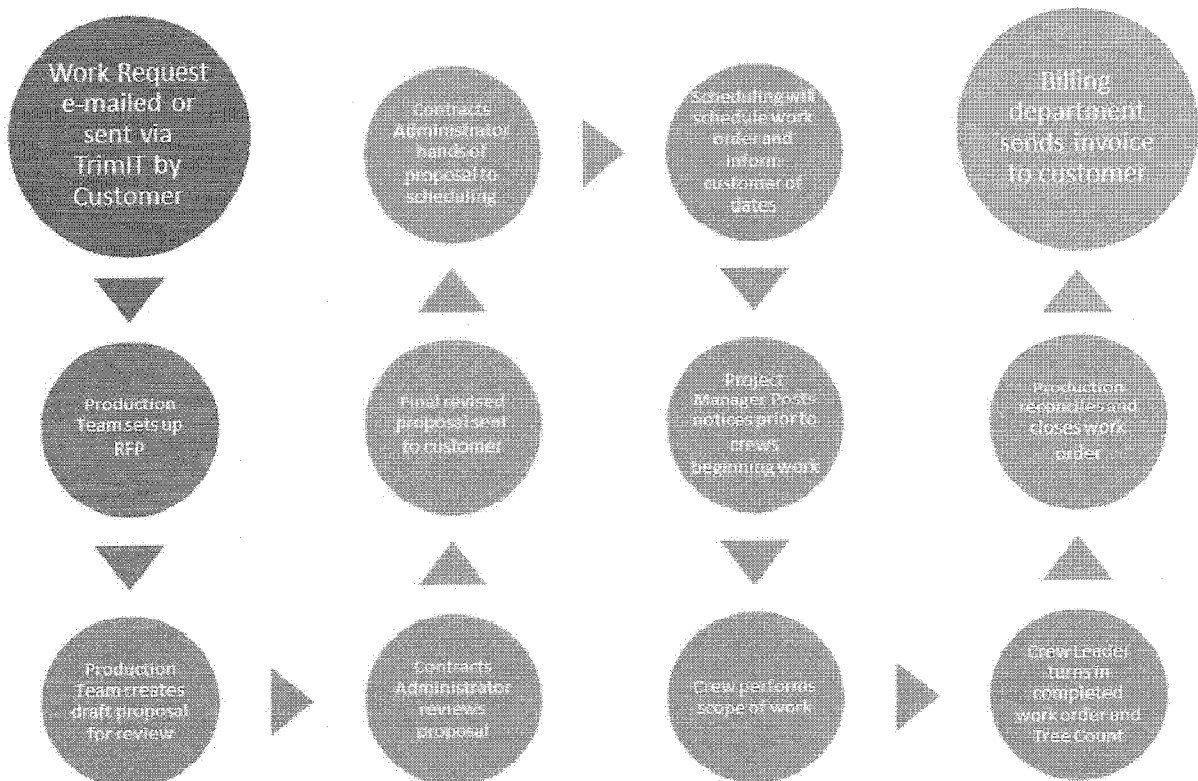 Work Request
e-mailed or
sent via
TrimIT by
Customer
Production
Team sets up
RFP
Production
Team creates
draft proposal
for review
Contracts
Administrator
reviews
proposal
Final revised
proposal sent
to customer
Contracts
Administrator
hands of
proposal to
scheduling
Scheduling will
schedule work
order and
inform
customer of
dates
Project
Manager Posts
notices prior to
crews
beginning work
Crew performs
scope of work
Crew Leader
turns in
completed
work order and
Tree Count
Production
reconciles and
closes work
order
Billing
department
sends invoice
to customer